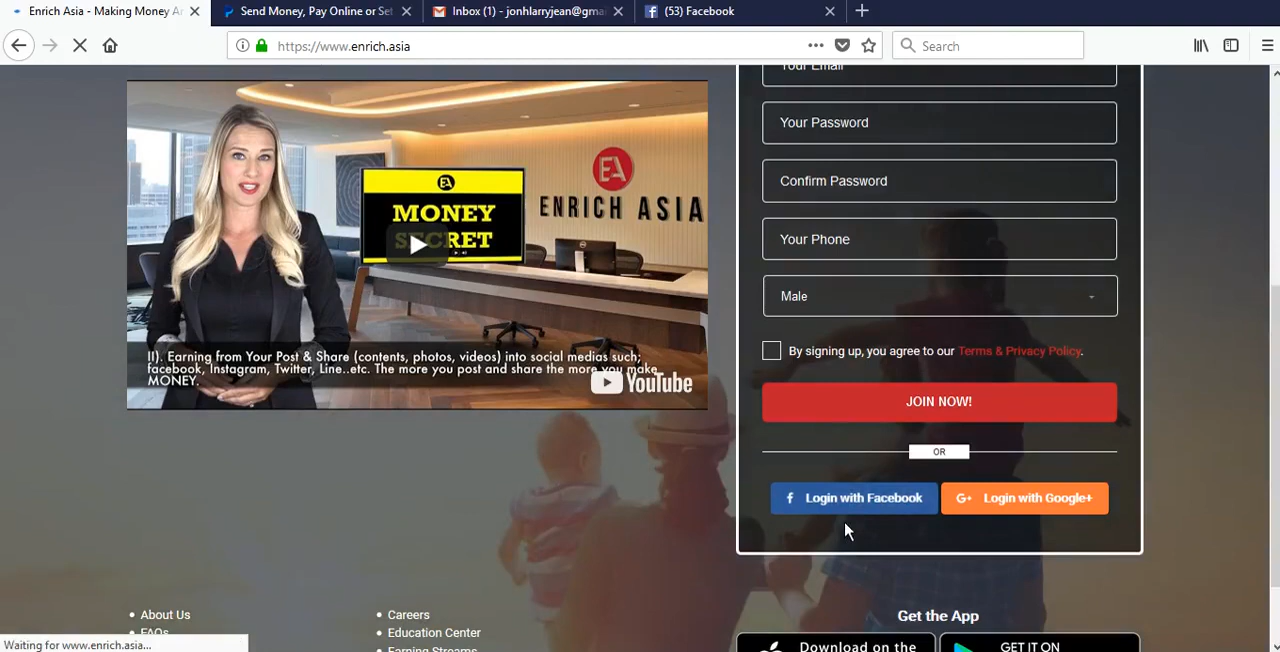 Enrich Asia - Making Money Ar
Send Money, Pay Online or Set
Inbox (1) - jonhlarryjean@gma
(53) Facebook
https://www.enrich.asia
Search
Your Email
Your Password
Confirm Password
Your Phone
Male
By signing up, you agree to our Terms & Privacy Policy.
JOIN NOW!
OR
Login with Facebook
G+ Login with Google+
EA
MONEY
SECRET
EA
ENRICH ASIA
II). Earning from Your Post & Share (contents, photos, videos) into social medias such;
facebook, Instagram, Twitter, Line..etc. The more you post and share the more you make
MONEY.
YouTube
About Us
FAQs
Careers
Education Center
Earning Streams
Get the App
Download on the
GET IT ON
Waiting for www.enrich.asia...